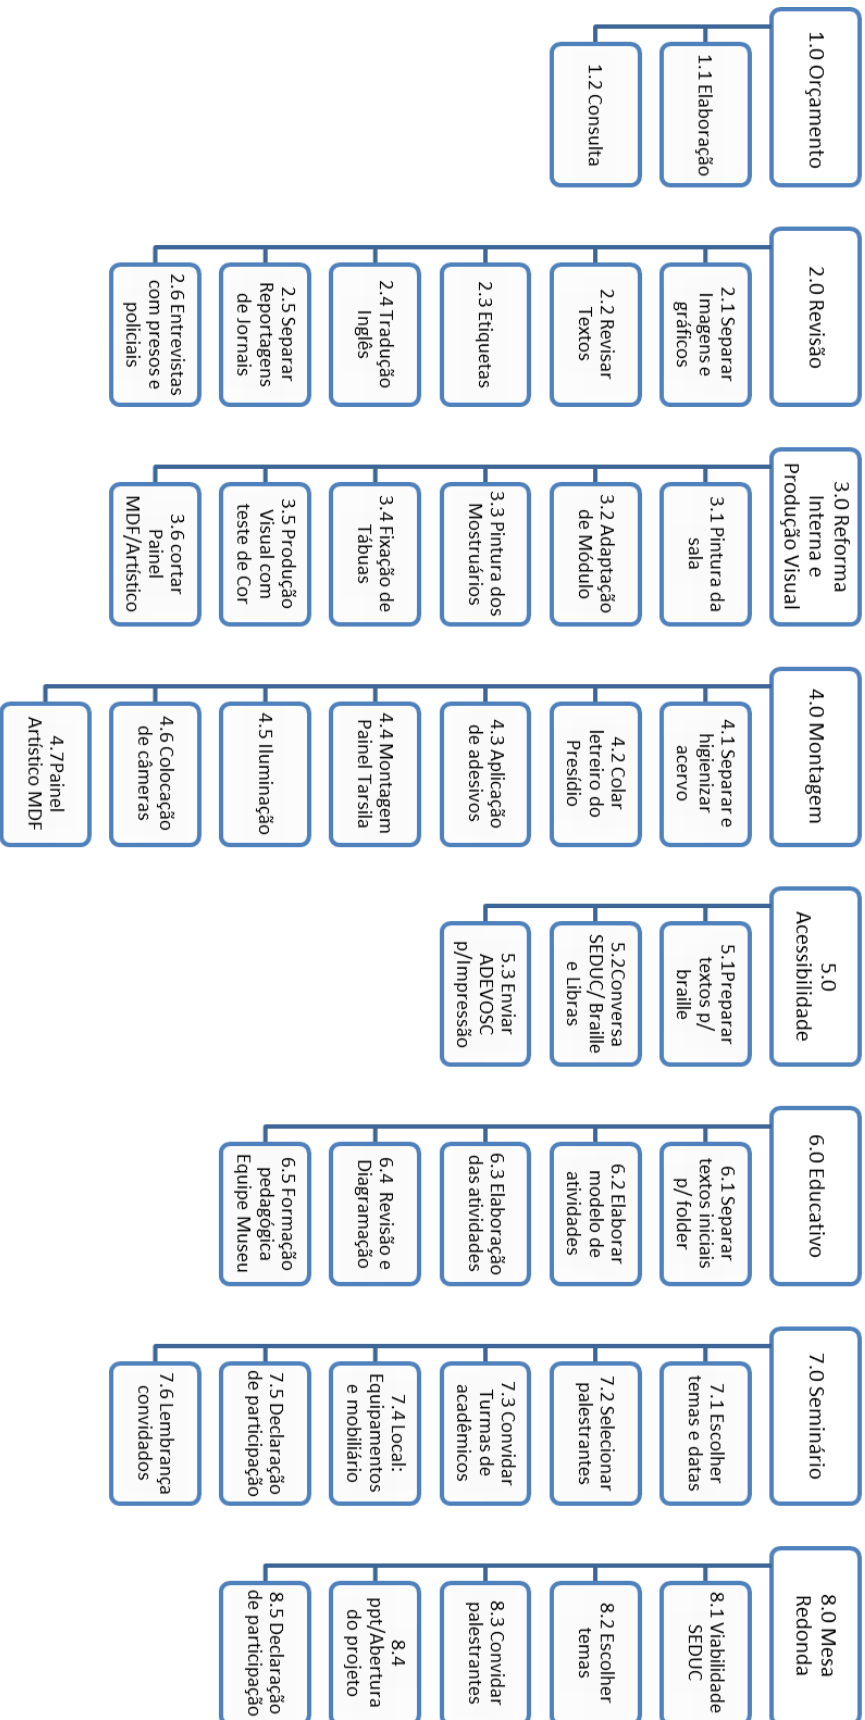 1.0 Orçamento
1.1 Elaboração
1.2 Consulta
2.0 Revisão
2.1 Separar
Imagens e
gráficos
2.2 Revisar
Textos
2.3 Etiquetas
2.4 Tradução
Inglês
2.5 Separar
Reportagens
de Jornais
2.6 Entrevistas
com presos e
policiais
3.0 Reforma
Interna e
Produção Visual
3.1 Pintura da
sala
3.2 Adaptação
de Módulo
3.3 Pintura dos
Mostruários
3.4 Fixação de
Tábuas
3.5 Produção
Visual com
teste de Cor
3.6 cortar
Painel
MDF/Artístico
4.0 Montagem
4.1 Separar e
higienizar
acervo
4.2 Colar
letreiro do
Presídio
4.3 Aplicação
de adesivos
4.4 Montagem
Painel Tarsila
4.5 Iluminação
4.6 Colocação
de câmeras
4.7Painel
Artístico MDF
5.0
Acessibilidade
5.1Preparar
textos p/
braille
5.2Conversa
SEDUC/ Braille
e Libras
5.3 Enviar
ADEVOSC
p/Impressão
6.0 Educativo
6.1 Separar
textos iniciais
p/ folder
6.2 Elaborar
modelo de
atividades
6.3 Elaboração
das atividades
6.4 Revisão e
Diagramação
6.5 Formação
pedagógica
Equipe Museu
7.0 Seminário
7.1 Escolher
temas e datas
7.2 Selecionar
palestrantes
7.3 Convidar
Turmas de
acadêmicos
7.4 Local:
Equipamentos
e mobiliário
7.5 Declaração
de participação
7.6 Lembrança
convidados
8.0 Mesa
Redonda
8.1 Viabilidade
SEDUC
8.2 Escolher
temas
8.3 Convidar
palestrantes
8.4
ppt/Abertura
do projeto
8.5 Declaração
de participação